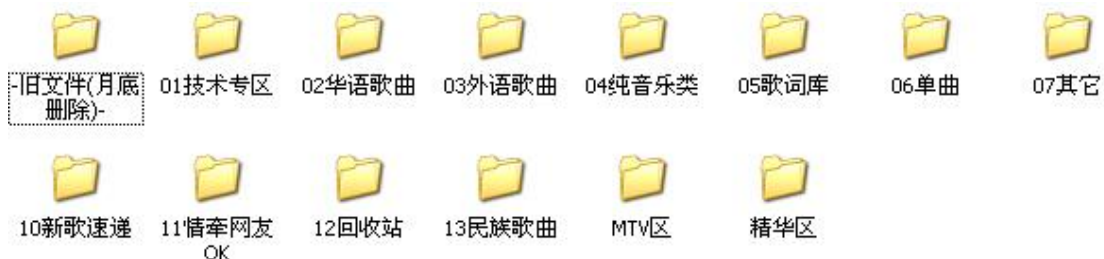 -旧文件(月底
删除)-
01技术专区
02华语歌曲
03外语歌曲
04纯音乐类
05歌词库
06单曲
07其它
10新歌速递
11情牵网友
OK
12回收站
13民族歌曲
MTV区
精华区